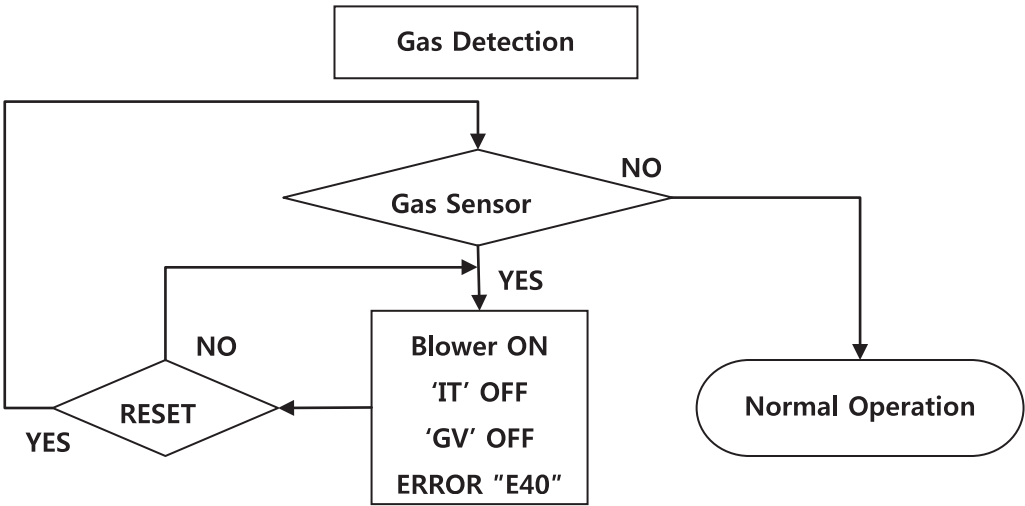 Gas Detection
NO
Gas Sensor
YES
NO
Blower ON
‘IT’ OFF
‘GV’ OFF
ERROR ″E40″
RESET
YES
Normal Operation